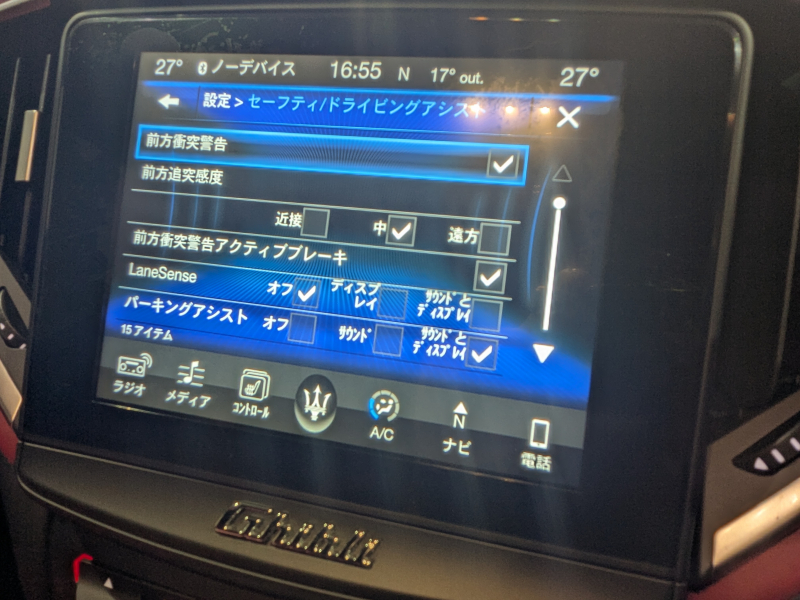 27° ノーデバイス 16:55 N 17° out. 27°
設定 > セーフティ/ドライビングアシスト
前方衝突警告
前方追突感度
近接 中 遠方
前方衝突警告アクティブブレーキ
LaneSense
オフ ディスプレイ サウンドとディスプレイ
パーキングアシスト オフ サウンド サウンドとディスプレイ
15アイテム
ラジオ メディア コントロール A/C N ナビ 電話
Ghibli